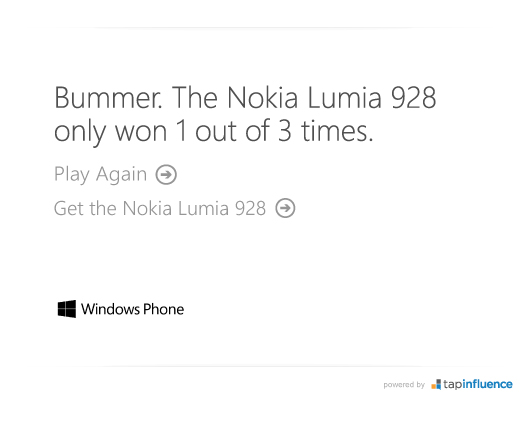 Bummer. The Nokia Lumia 928
only won 1 out of 3 times.
Play Again
Get the Nokia Lumia 928
Windows Phone
powered by tapinfluence